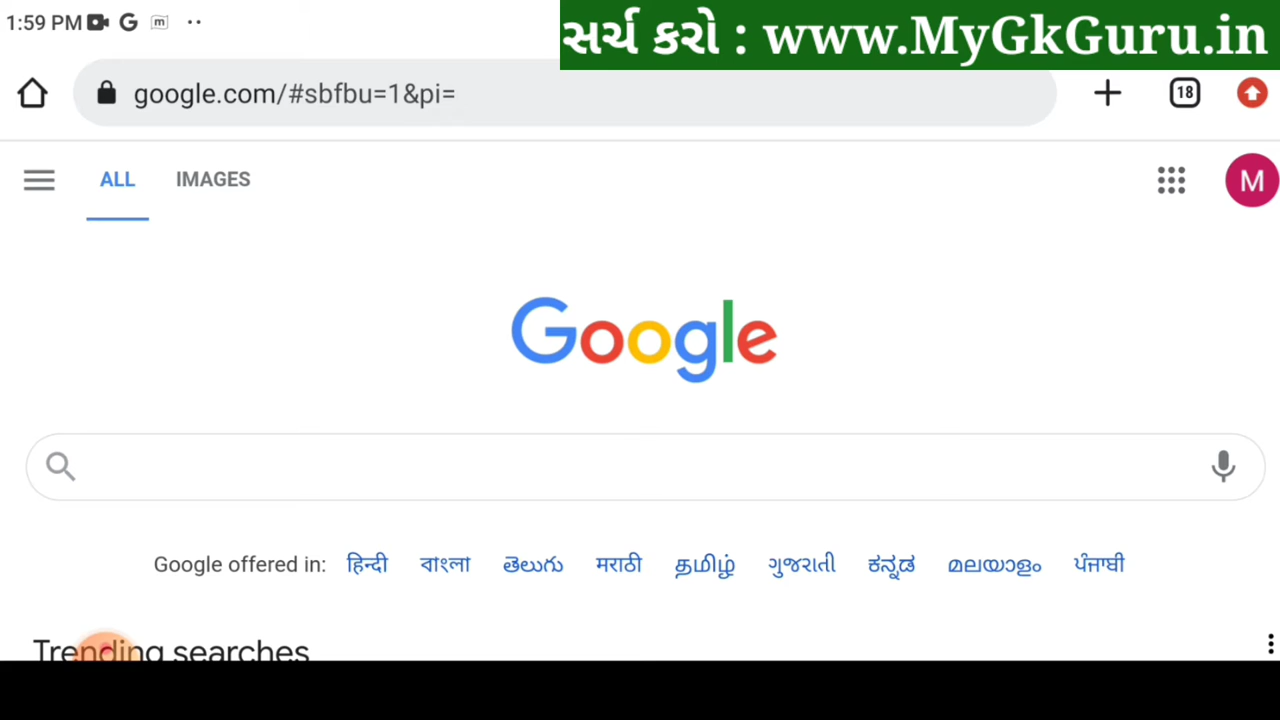 1:59 PM G m
સર્ચ કરો : www.MyGkGuru.in
google.com/#sbfbu=1&pi=
18
ALL IMAGES
M
Google
Google offered in: हिन्दी বাংলা తెలుగు मराठी தமிழ் ગુજરાતી ಕನ್ನಡ മലയാളം ਪੰਜਾਬੀ
Trending searches